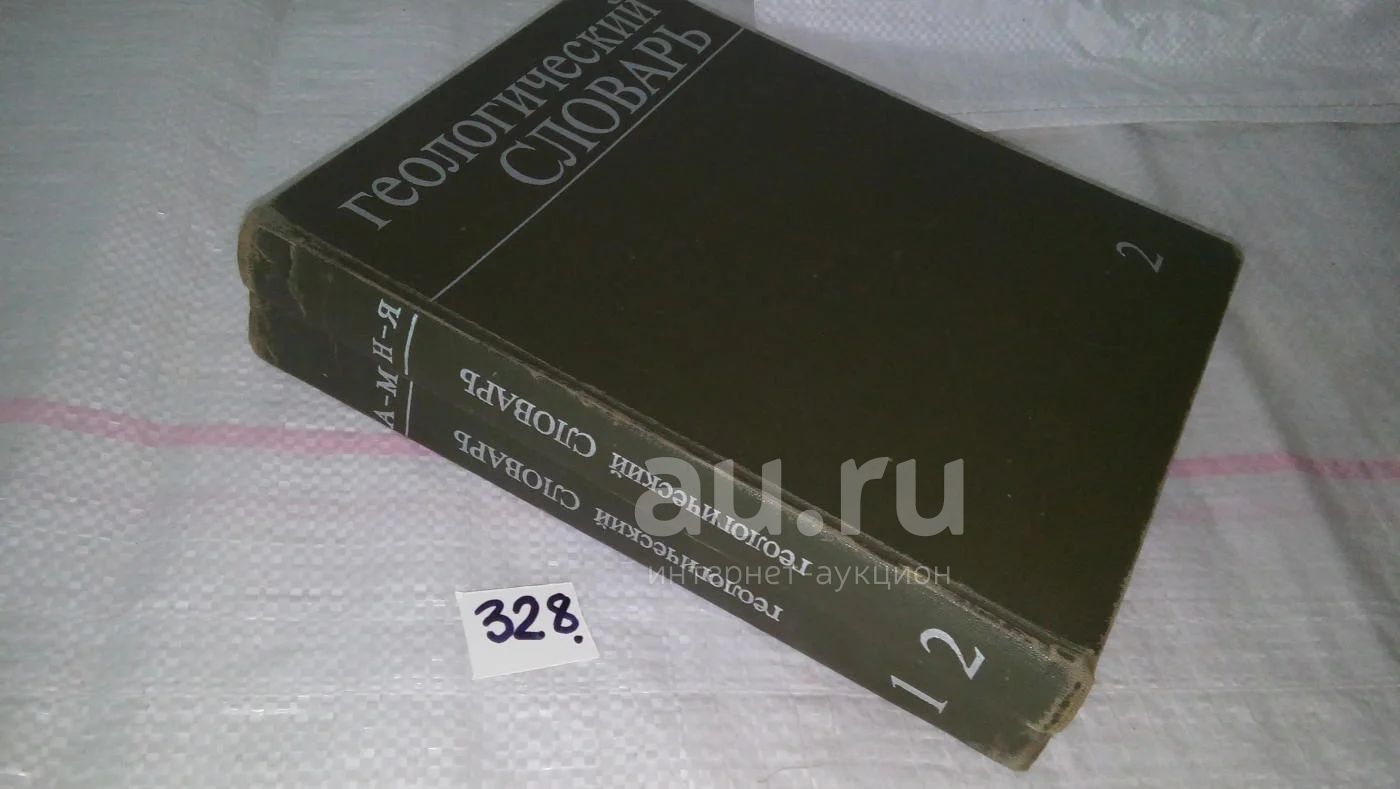 ГЕОЛОГИЧЕСКИЙ
СЛОВАРЬ
2
Н-Я
ГЕОЛОГИЧЕСКИЙ СЛОВАРЬ
2
А-М
ГЕОЛОГИЧЕСКИЙ СЛОВАРЬ
1
328.
au.ru
интернет аукцион